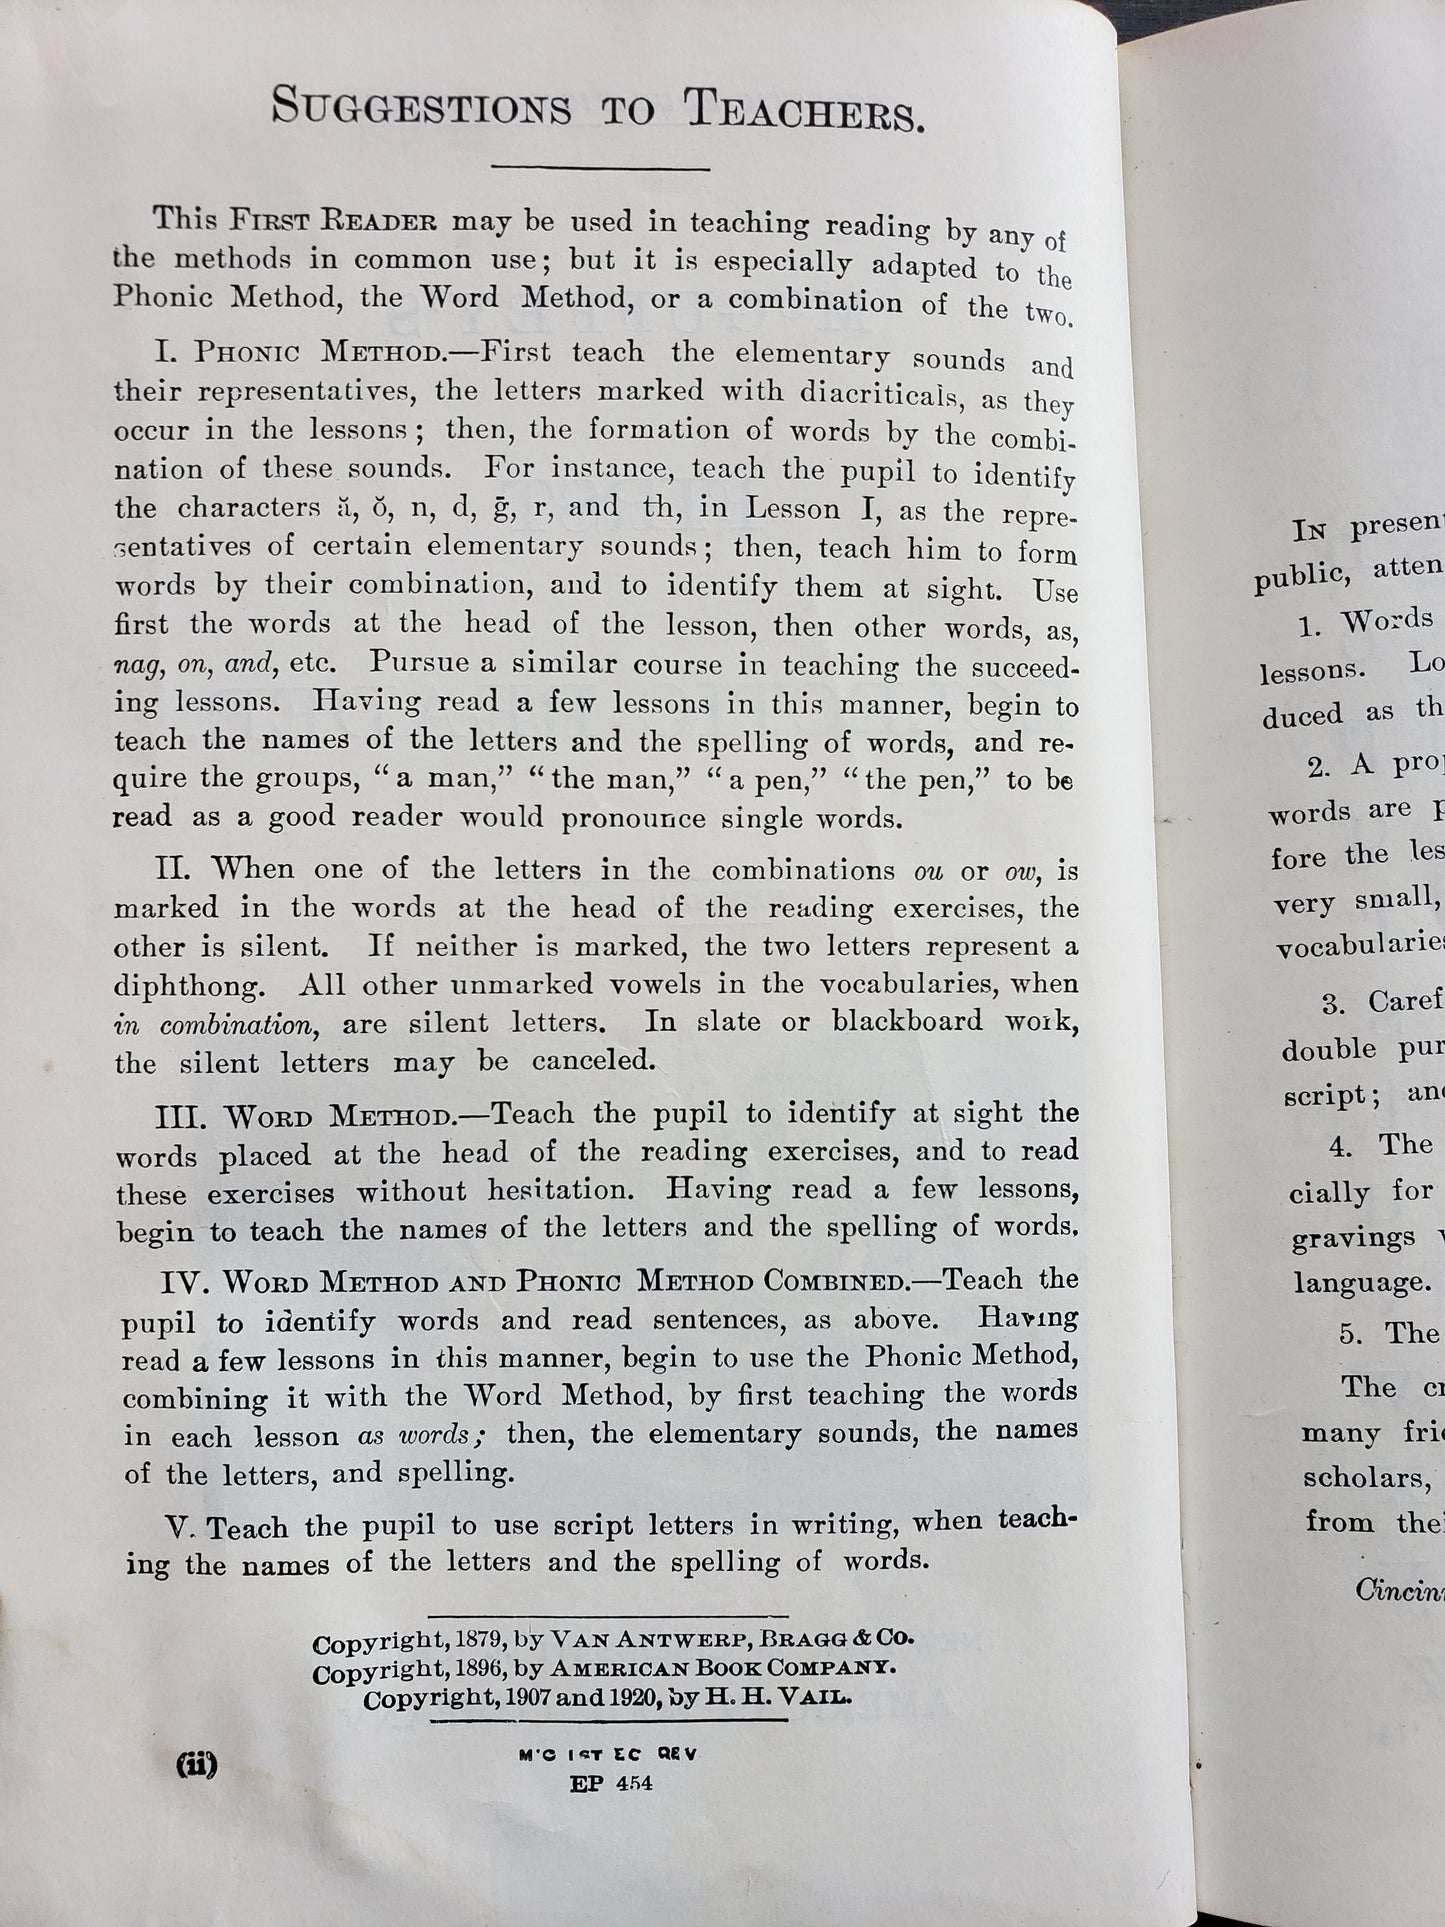 SUGGESTIONS TO TEACHERS.
This FIRST READER may be used in teaching reading by any of
the methods in common use; but it is especially adapted to the
Phonic Method, the Word Method, or a combination of the two.
I. PHONIC METHOD.—First teach the elementary sounds and
their representatives, the letters marked with diacriticals, as they
occur in the lessons; then, the formation of words by the combi-
nation of these sounds. For instance, teach the pupil to identify
the characters ă, ŏ, n, d, ḡ, r, and th, in Lesson I, as the repre-
sentatives of certain elementary sounds; then, teach him to form
words by their combination, and to identify them at sight. Use
first the words at the head of the lesson, then other words, as,
nag, on, and, etc. Pursue a similar course in teaching the succeed-
ing lessons. Having read a few lessons in this manner, begin to
teach the names of the letters and the spelling of words, and re-
quire the groups, "a man," "the man," "a pen," "the pen," to be
read as a good reader would pronounce single words.
II. When one of the letters in the combinations ou or ow, is
marked in the words at the head of the reading exercises, the
other is silent. If neither is marked, the two letters represent a
diphthong. All other unmarked vowels in the vocabularies, when
in combination, are silent letters. In slate or blackboard work,
the silent letters may be canceled.
III. WORD METHOD.—Teach the pupil to identify at sight the
words placed at the head of the reading exercises, and to read
these exercises without hesitation. Having read a few lessons,
begin to teach the names of the letters and the spelling of words.
IV. WORD METHOD AND PHONIC METHOD COMBINED.—Teach the
pupil to identify words and read sentences, as above. Having
read a few lessons in this manner, begin to use the Phonic Method,
combining it with the Word Method, by first teaching the words
in each lesson as words; then, the elementary sounds, the names
of the letters, and spelling.
V. Teach the pupil to use script letters in writing, when teach-
ing the names of the letters and the spelling of words.
Copyright, 1879, by VAN ANTWERP, BRAGG & CO.
Copyright, 1896, by AMERICAN BOOK COMPANY.
Copyright, 1907 and 1920, by H. H. VAIL.
M'G 1ST EC REV
EP 454
(ii)
IN
public,
1. Words
lessons.
duced as
2. A
words are
fore the
very small,
3.
double
script;
4. The
cially for
gravings
language.
5. The
The
many
scholars,
from